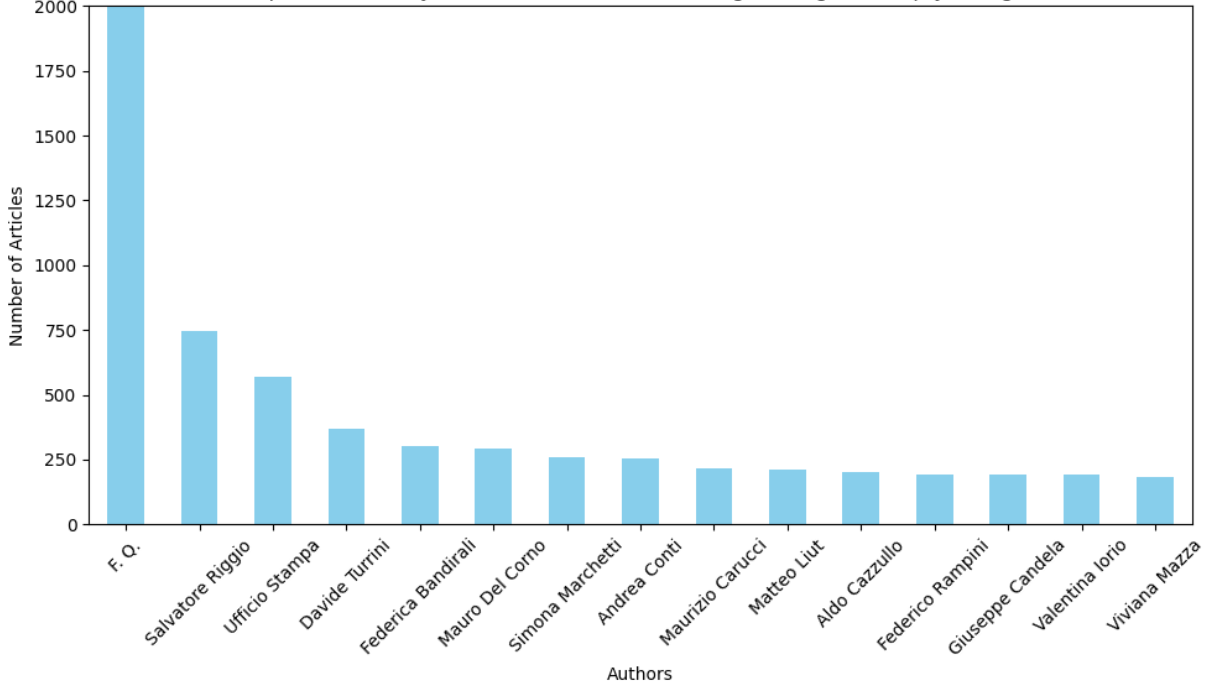 2000
1750
1500
1250
1000
750
500
250
0
Number of Articles
F. Q.
Salvatore Riggio
Ufficio Stampa
Davide Turrini
Federica Bandirali
Mauro Del Corno
Simona Marchetti
Andrea Conti
Maurizio Carucci
Matteo Liut
Aldo Cazzullo
Federico Rampini
Giuseppe Candela
Valentina Iorio
Viviana Mazza
Authors